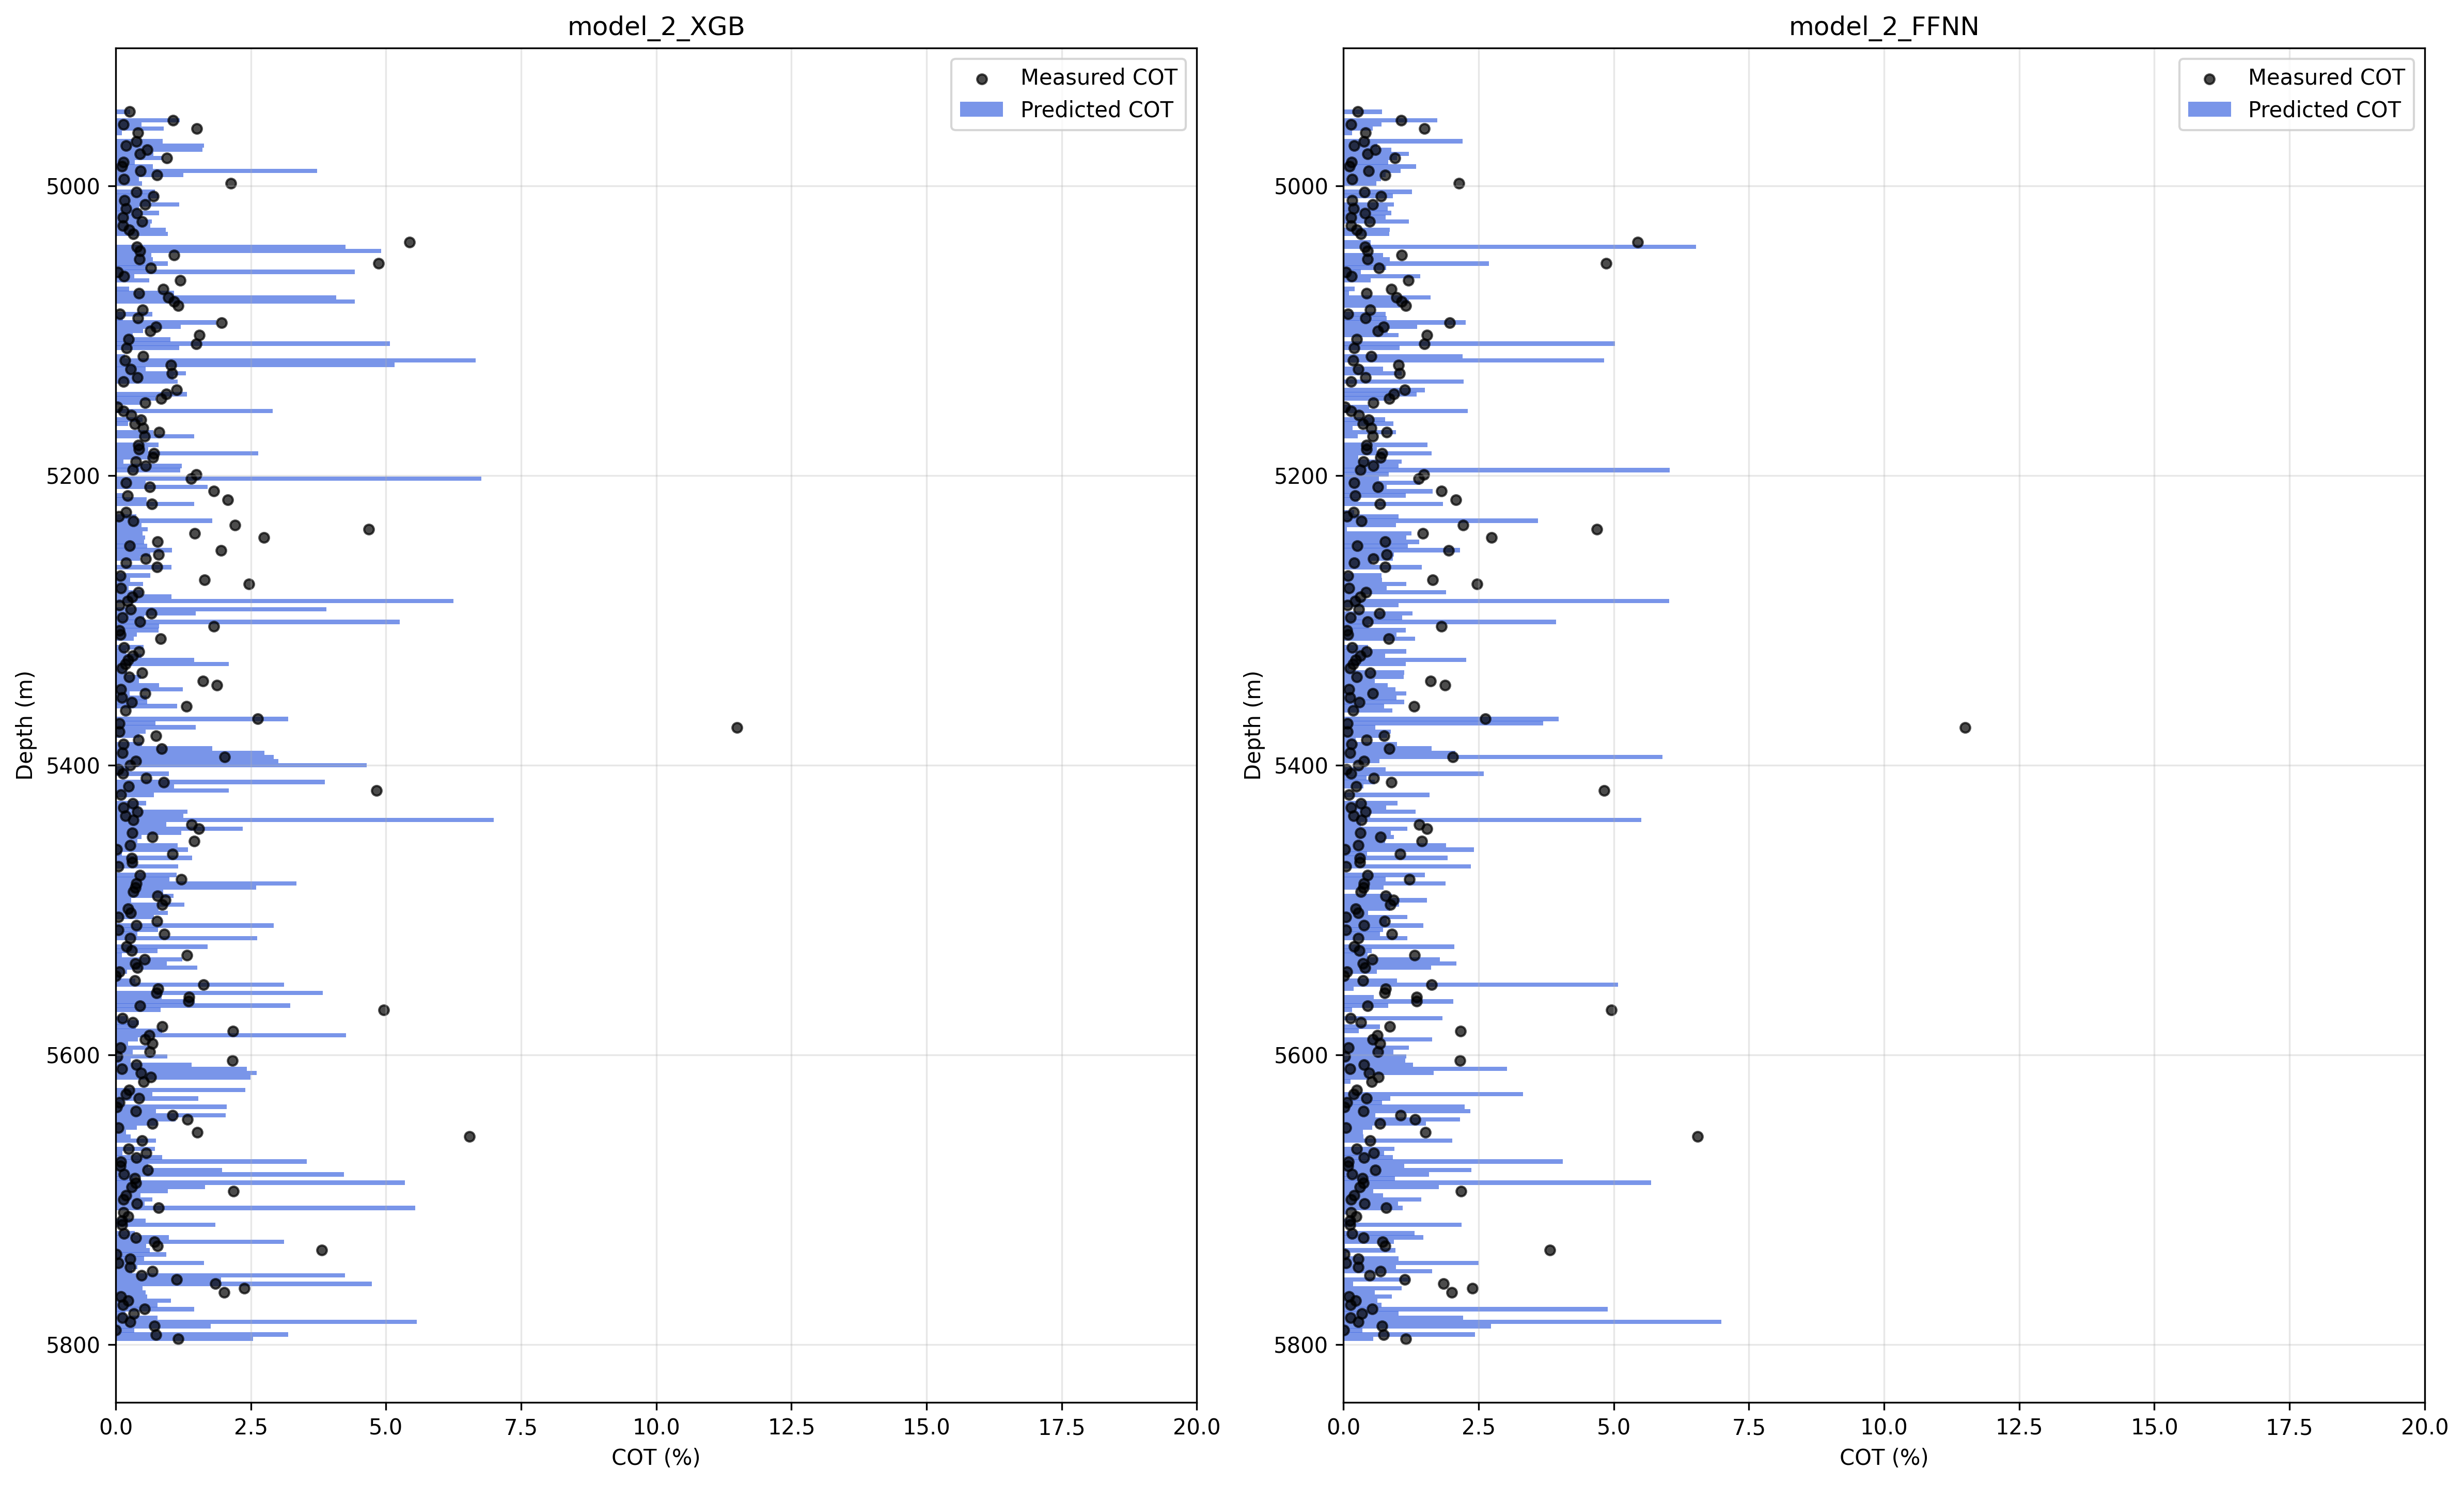 model_2_XGB
Measured COT
Predicted COT
Depth (m)
5000
5200
5400
5600
5800
0.0 2.5 5.0 7.5 10.0 12.5 15.0 17.5 20.0
COT (%)
model_2_FFNN
Measured COT
Predicted COT
Depth (m)
5000
5200
5400
5600
5800
0.0 2.5 5.0 7.5 10.0 12.5 15.0 17.5 20.0
COT (%)